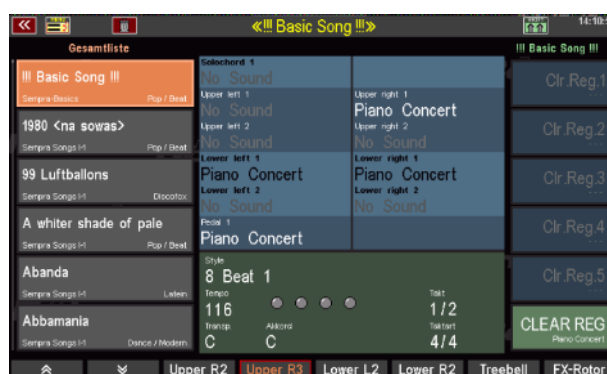 «!!! Basic Song !!!»
14:10:
Gesamtliste
!!! Basic Song !!!
!!! Basic Song !!!
Sempra-Basics Pop / Beat
1980 <na sowas>
Sempra Songs I-1 Pop / Beat
99 Luftballons
Sempra Songs I-1 Discofox
A whiter shade of pale
Sempra Songs I-1 Pop / Beat
Abanda
Sempra Songs I-1 Latein
Abbamania
Sempra Songs I-1 Dance / Modern
Solochord 1
No Sound
Upper left 1
No Sound
Upper right 1
Piano Concert
Upper left 2
No Sound
Upper right 2
No Sound
Lower left 1
Piano Concert
Lower right 1
Piano Concert
Lower left 2
No Sound
Lower right 2
No Sound
Pedal 1
Piano Concert
Style
8 Beat 1
Tempo
116
Takt
1/2
Transp.
C
Akkord
C
Taktart
4/4
Clr.Reg.1
Clr.Reg.2
Clr.Reg.3
Clr.Reg.4
Clr.Reg.5
CLEAR REG
Piano Concert
Upper R2 Upper R3 Lower L2 Lower R2 Treebell FX-Rotor